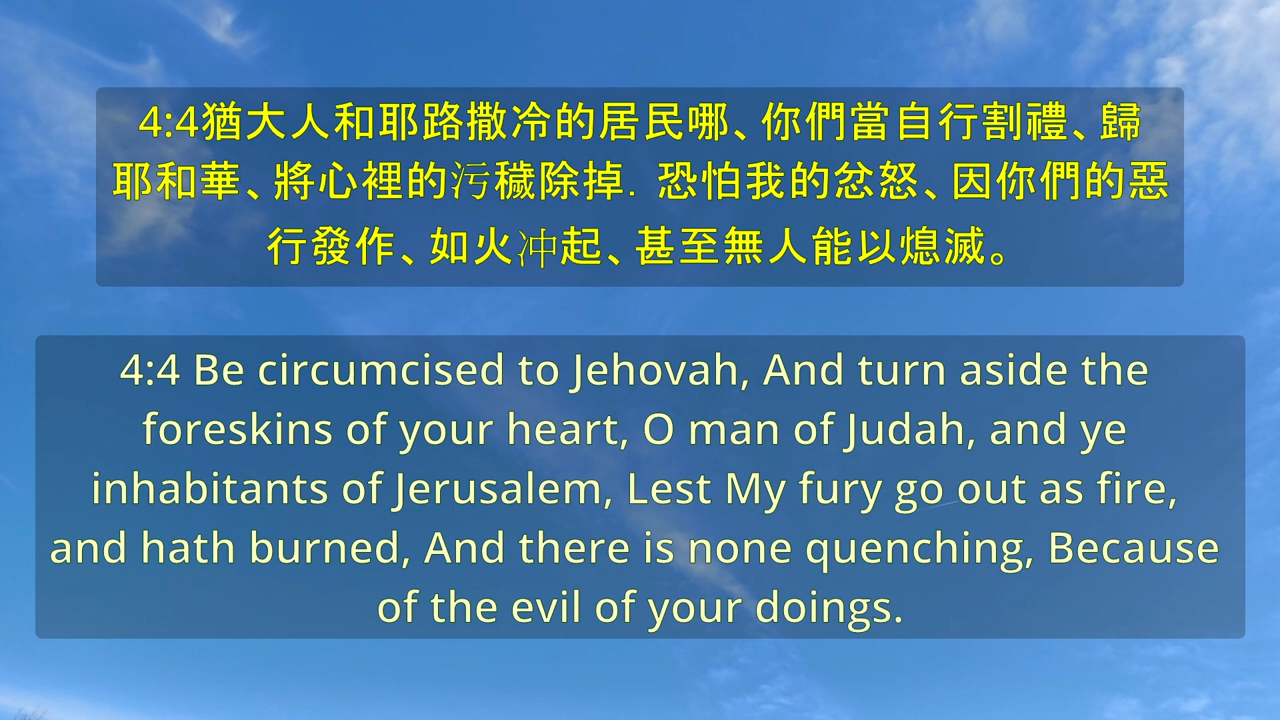 4:4猶大人和耶路撒冷的居民哪、你們當自行割禮、歸
耶和華、將心裡的污穢除掉．恐怕我的忿怒、因你們的惡
行發作、如火冲起、甚至無人能以熄滅。
4:4 Be circumcised to Jehovah, And turn aside the
foreskins of your heart, O man of Judah, and ye
inhabitants of Jerusalem, Lest My fury go out as fire,
and hath burned, And there is none quenching, Because
of the evil of your doings.